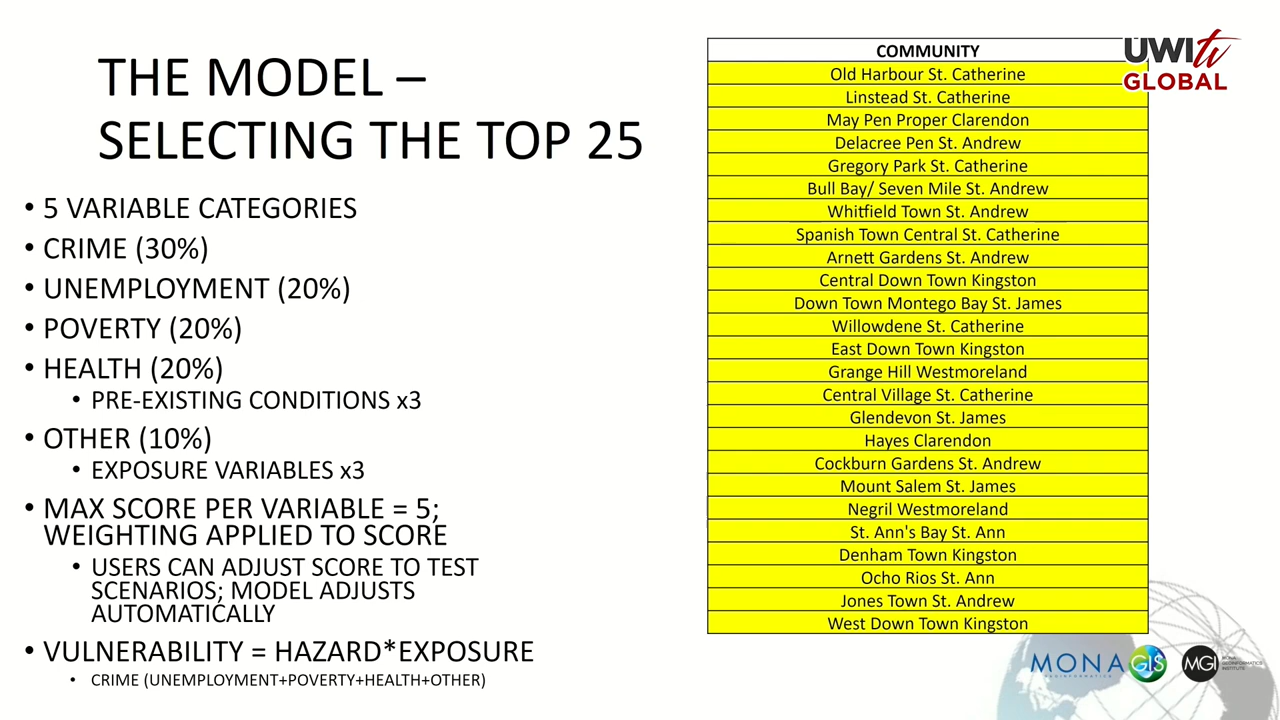 THE MODEL –
SELECTING THE TOP 25
• 5 VARIABLE CATEGORIES
• CRIME (30%)
• UNEMPLOYMENT (20%)
• POVERTY (20%)
• HEALTH (20%)
• PRE-EXISTING CONDITIONS x3
• OTHER (10%)
• EXPOSURE VARIABLES x3
• MAX SCORE PER VARIABLE = 5;
WEIGHTING APPLIED TO SCORE
• USERS CAN ADJUST SCORE TO TEST
SCENARIOS; MODEL ADJUSTS
AUTOMATICALLY
• VULNERABILITY = HAZARD*EXPOSURE
• CRIME (UNEMPLOYMENT+POVERTY+HEALTH+OTHER)
COMMUNITY
Old Harbour St. Catherine
Linstead St. Catherine
May Pen Proper Clarendon
Delacree Pen St. Andrew
Gregory Park St. Catherine
Bull Bay/ Seven Mile St. Andrew
Whitfield Town St. Andrew
Spanish Town Central St. Catherine
Arnett Gardens St. Andrew
Central Down Town Kingston
Down Town Montego Bay St. James
Willowdene St. Catherine
East Down Town Kingston
Grange Hill Westmoreland
Central Village St. Catherine
Glendevon St. James
Hayes Clarendon
Cockburn Gardens St. Andrew
Mount Salem St. James
Negril Westmoreland
St. Ann's Bay St. Ann
Denham Town Kingston
Ocho Rios St. Ann
Jones Town St. Andrew
West Down Town Kingston
UWI tv
GLOBAL
MONA GIS
MGI
MONA
GEOINFORMATICS
INSTITUTE